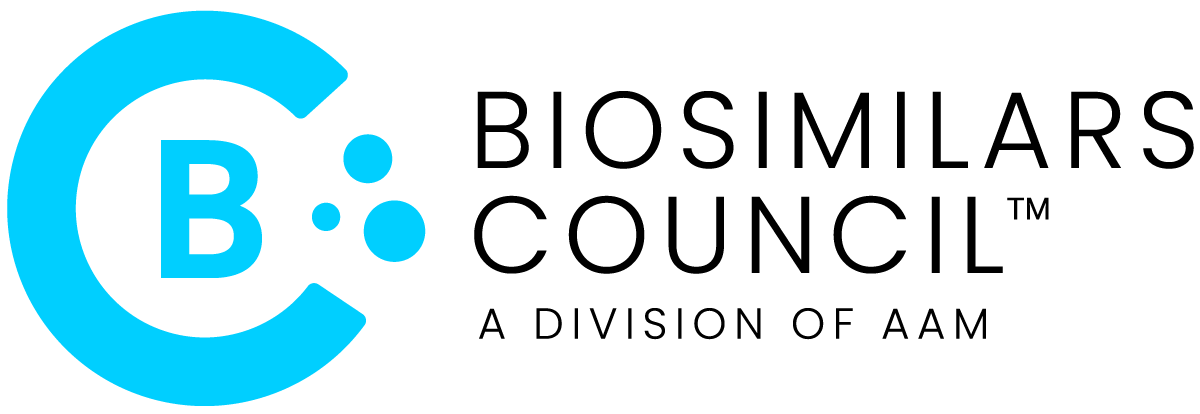 B
BIOSIMILARS
COUNCIL™
A DIVISION OF AAM